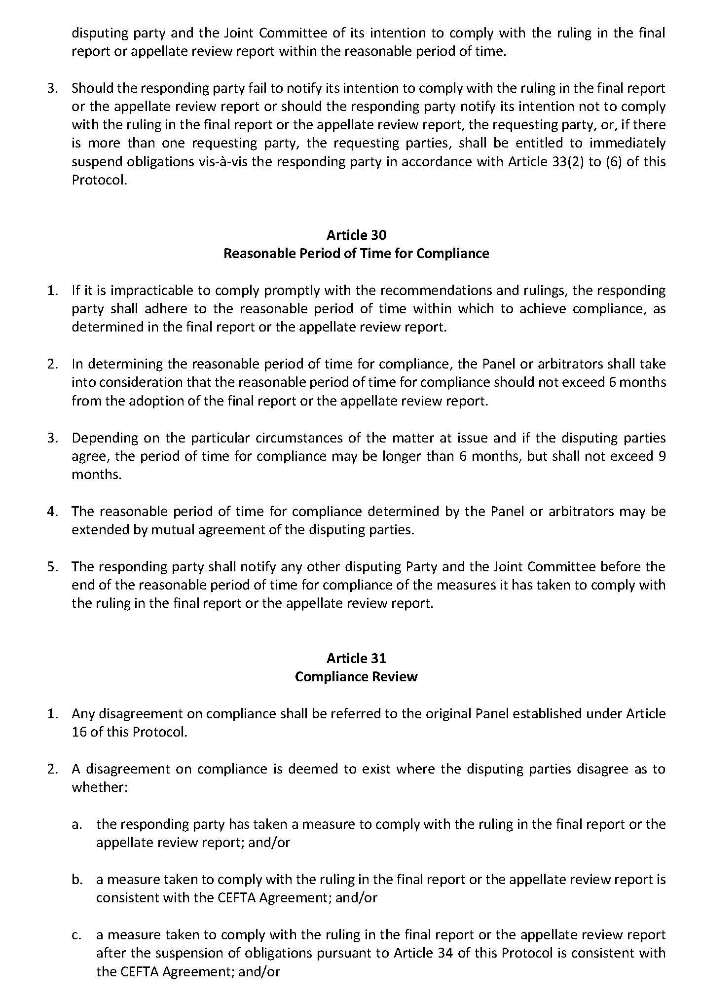 disputing party and the Joint Committee of its intention to comply with the ruling in the final
report or appellate review report within the reasonable period of time.
3. Should the responding party fail to notify its intention to comply with the ruling in the final report
or the appellate review report or should the responding party notify its intention not to comply
with the ruling in the final report or the appellate review report, the requesting party, or, if there
is more than one requesting party, the requesting parties, shall be entitled to immediately
suspend obligations vis-à-vis the responding party in accordance with Article 33(2) to (6) of this
Protocol.
Article 30
Reasonable Period of Time for Compliance
1. If it is impracticable to comply promptly with the recommendations and rulings, the responding
party shall adhere to the reasonable period of time within which to achieve compliance, as
determined in the final report or the appellate review report.
2. In determining the reasonable period of time for compliance, the Panel or arbitrators shall take
into consideration that the reasonable period of time for compliance should not exceed 6 months
from the adoption of the final report or the appellate review report.
3. Depending on the particular circumstances of the matter at issue and if the disputing parties
agree, the period of time for compliance may be longer than 6 months, but shall not exceed 9
months.
4. The reasonable period of time for compliance determined by the Panel or arbitrators may be
extended by mutual agreement of the disputing parties.
5. The responding party shall notify any other disputing Party and the Joint Committee before the
end of the reasonable period of time for compliance of the measures it has taken to comply with
the ruling in the final report or the appellate review report.
Article 31
Compliance Review
1. Any disagreement on compliance shall be referred to the original Panel established under Article
16 of this Protocol.
2. A disagreement on compliance is deemed to exist where the disputing parties disagree as to
whether:
a. the responding party has taken a measure to comply with the ruling in the final report or the
appellate review report; and/or
b. a measure taken to comply with the ruling in the final report or the appellate review report is
consistent with the CEFTA Agreement; and/or
c. a measure taken to comply with the ruling in the final report or the appellate review report
after the suspension of obligations pursuant to Article 34 of this Protocol is consistent with
the CEFTA Agreement; and/or